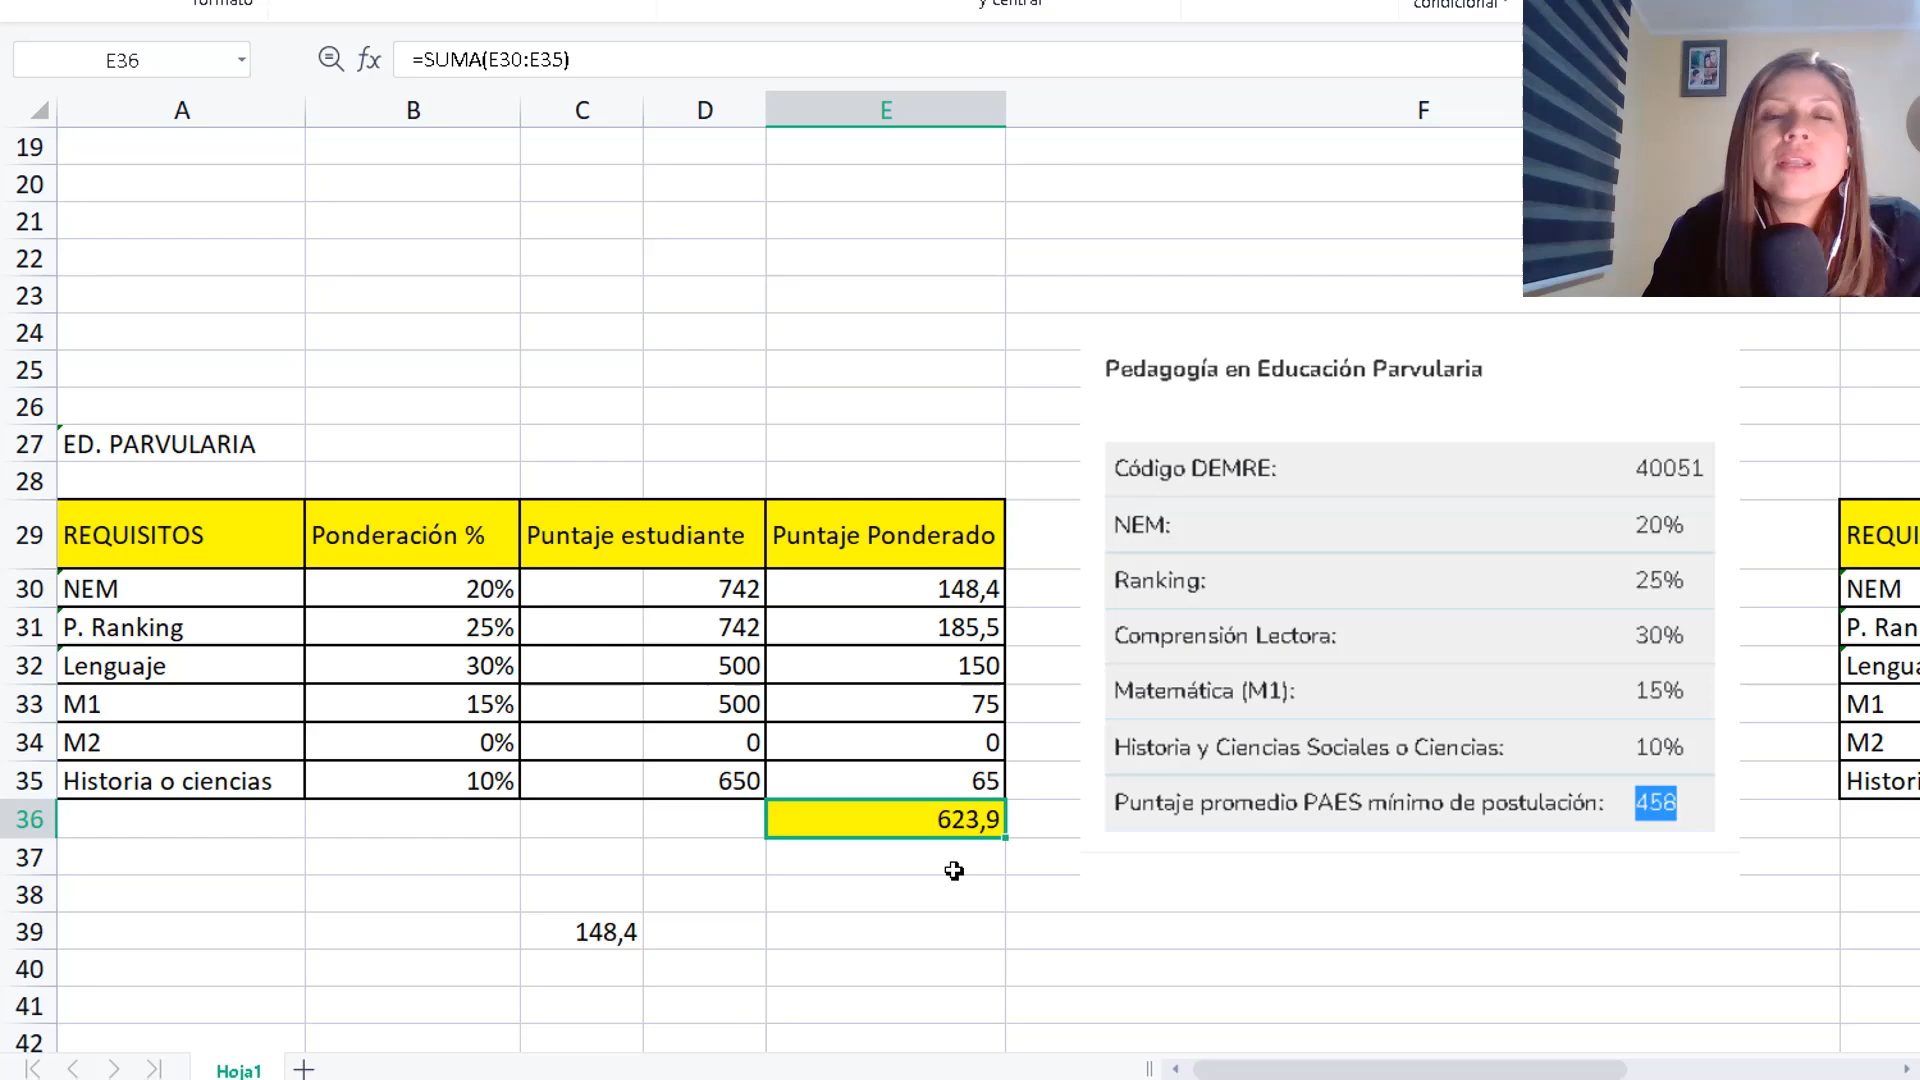 formato
y central
condicional
E36
fx
=SUMA(E30:E35)
A B C D E F
19
20
21
22
23
24
25
Pedagogía en Educación Parvularia
26
27 ED. PARVULARIA
Código DEMRE: 40051
28
29 REQUISITOS Ponderación % Puntaje estudiante Puntaje Ponderado
NEM: 20%
30 NEM 20% 742 148,4
Ranking: 25%
NEM
31 P. Ranking 25% 742 185,5
Comprensión Lectora: 30%
32 Lenguaje 30% 500 150
Matemática (M1): 15%
33 M1 15% 500 75
M1
34 M2 0% 0 0
Historia y Ciencias Sociales o Ciencias: 10%
M2
35 Historia o ciencias 10% 650 65
Puntaje promedio PAES mínimo de postulación: 458
36 623,9
37
38
39 148,4
40
41
42
Hoja1